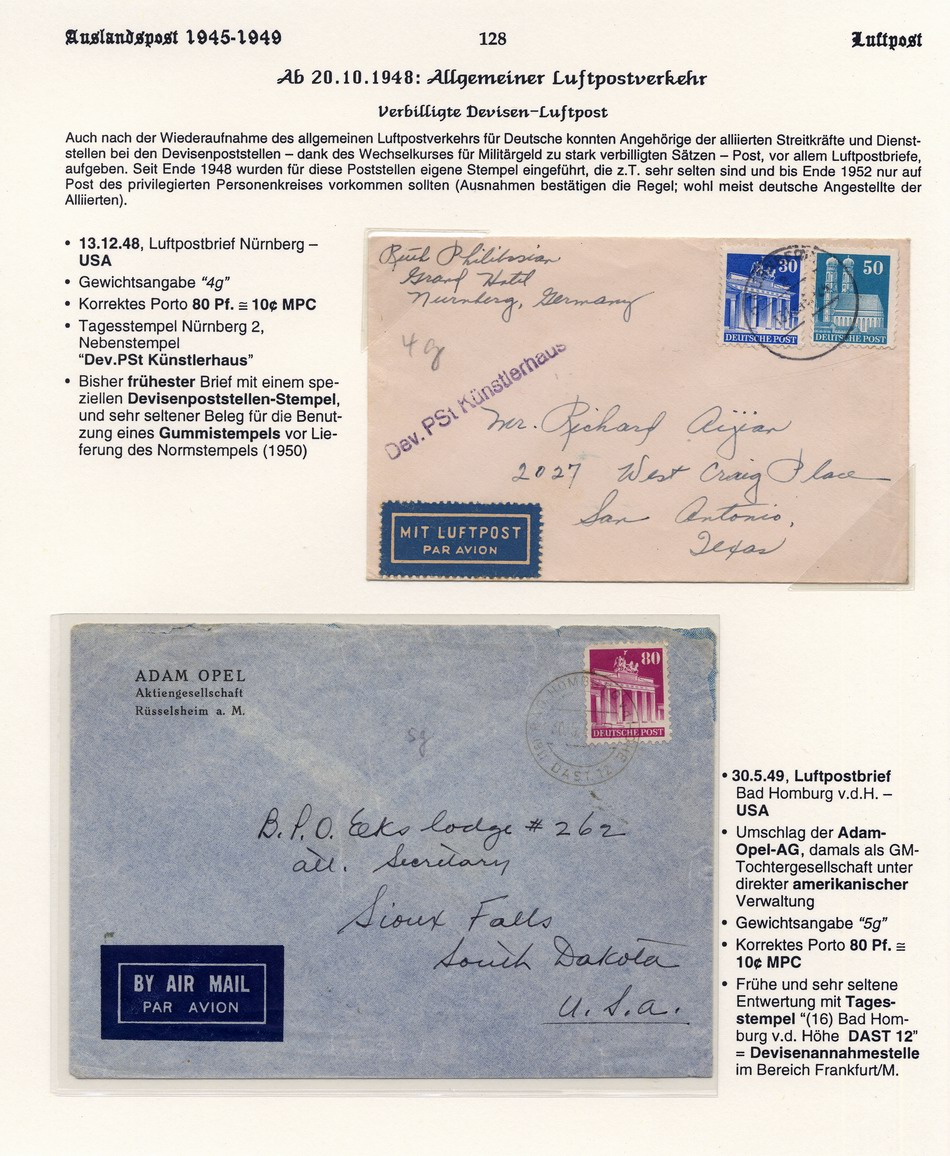 Auslandspost 1945-1949
128
Luftpost
Ab 20.10.1948: Allgemeiner Luftpostverkehr
Verbilligte Devisen-Luftpost
Auch nach der Wiederaufnahme des allgemeinen Luftpostverkehrs für Deutsche konnten Angehörige der alliierten Streitkräfte und Dienst-
stellen bei den Devisenpoststellen – dank des Wechselkurses für Militärgeld zu stark verbilligten Sätzen – Post, vor allem Luftpostbriefe,
aufgeben. Seit Ende 1948 wurden für diese Poststellen eigene Stempel eingeführt, die z.T. sehr selten sind und bis Ende 1952 nur auf
Post des privilegierten Personenkreises vorkommen sollten (Ausnahmen bestätigen die Regel; wohl meist deutsche Angestellte der
Alliierten).
• 13.12.48, Luftpostbrief Nürnberg –
USA
• Gewichtsangabe "4g"
• Korrektes Porto 80 Pf. ≅ 10¢ MPC
• Tagesstempel Nürnberg 2,
Nebenstempel
"Dev.PSt Künstlerhaus"
• Bisher frühester Brief mit einem spe-
ziellen Devisenpoststellen-Stempel,
und sehr seltener Beleg für die Benut-
zung eines Gummistempels vor Lie-
ferung des Normstempels (1950)
Ruth Philibosian
Grand Hotel
Nürnberg, Germany
4 g
30
DEUTSCHE POST
50
DEUTSCHE POST
Dev. PSt Künstlerhaus
Mr. Richard Aijian
2027 West Craig Place
San Antonio,
Texas
MIT LUFTPOST
PAR AVION
ADAM OPEL
Aktiengesellschaft
Rüsselsheim a. M.
5g
80
DEUTSCHE POST
DAST 12
B.P.O. Elks lodge # 262
att. Secretary
Sioux Falls
South Dakota
U.S.A.
BY AIR MAIL
PAR AVION
• 30.5.49, Luftpostbrief
Bad Homburg v.d.H. –
USA
• Umschlag der Adam-
Opel-AG, damals als GM-
Tochtergesellschaft unter
direkter amerikanischer
Verwaltung
• Gewichtsangabe "5g"
• Korrektes Porto 80 Pf. ≅
10¢ MPC
• Frühe und sehr seltene
Entwertung mit Tages-
stempel "(16) Bad Hom-
burg v.d. Höhe DAST 12"
= Devisenannahmestelle
im Bereich Frankfurt/M.